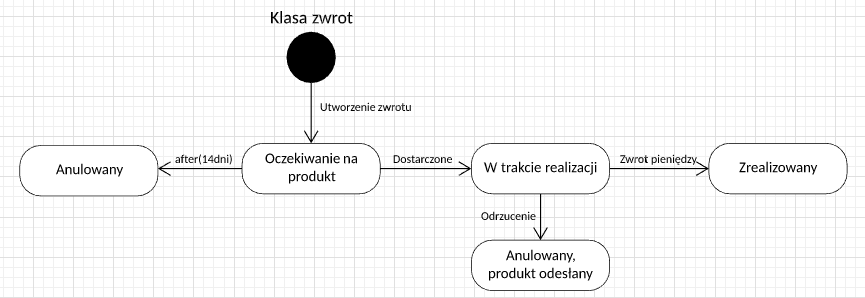 Klasa zwrot
Utworzenie zwrotu
Anulowany
after(14dni)
Oczekiwanie na
produkt
Dostarczone
W trakcie realizacji
Zwrot pieniędzy
Zrealizowany
Odrzucenie
Anulowany,
produkt odesłany